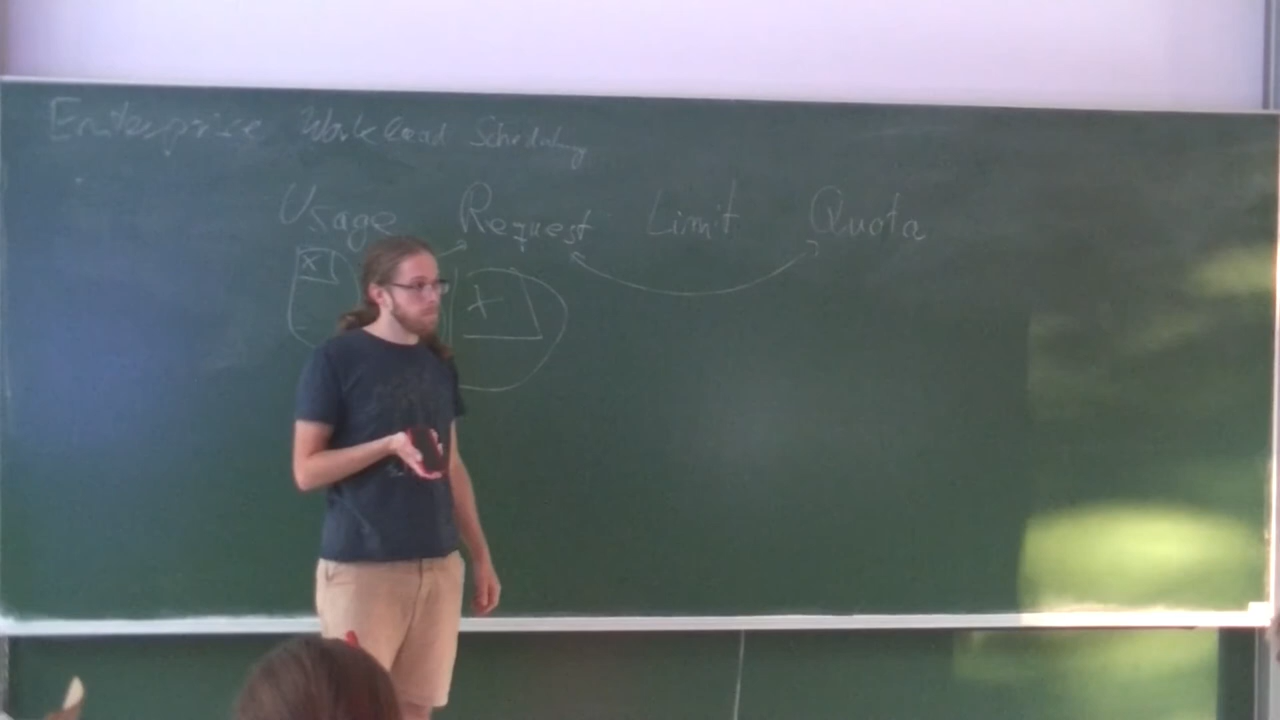 Enterprise Workload Scheduling
Usage Request Limit Quota
x +